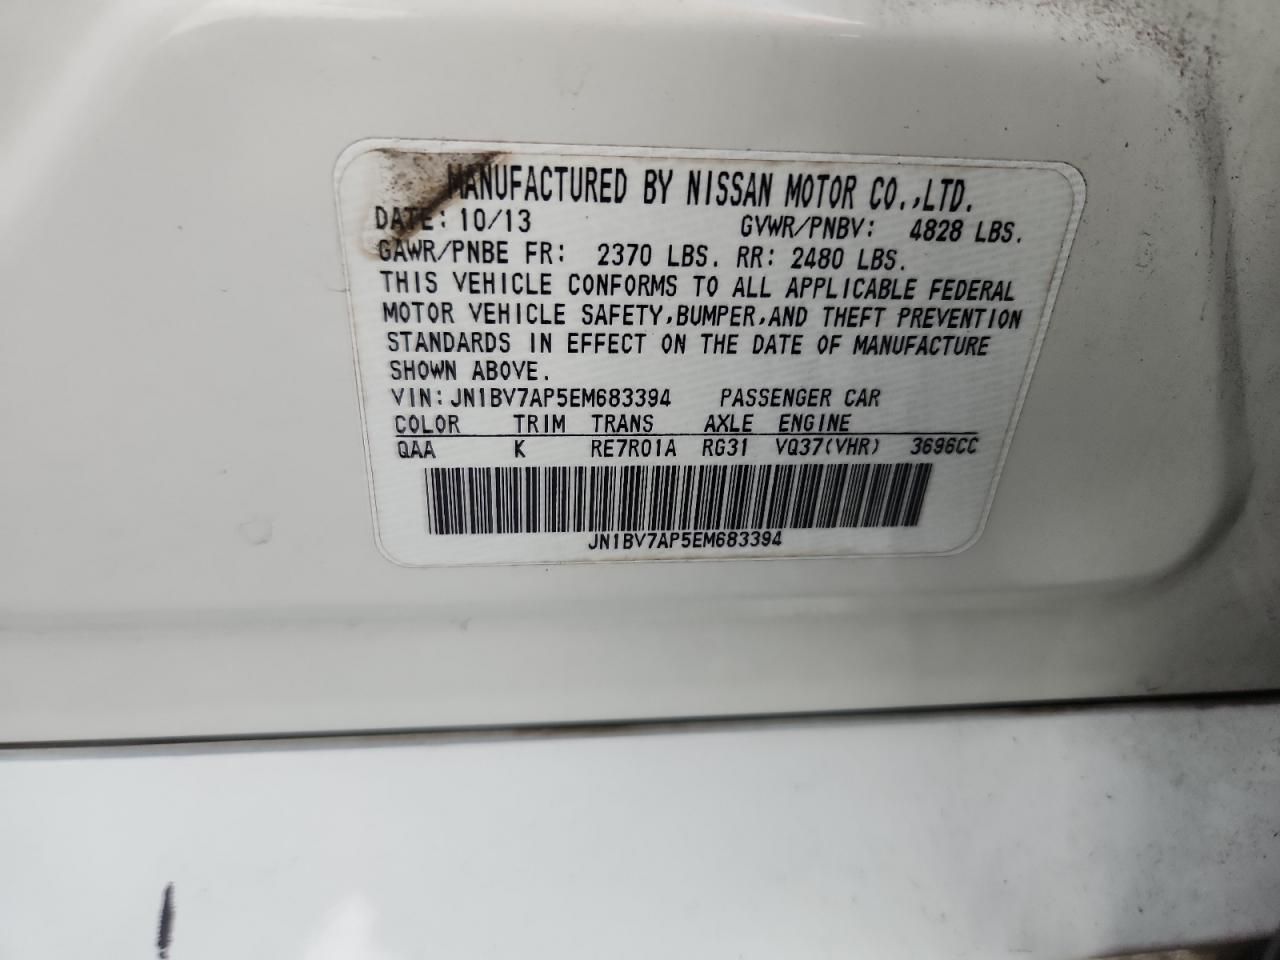 MANUFACTURED BY NISSAN MOTOR CO.,LTD.
DATE: 10/13 GVWR/PNBV: 4828 LBS.
GAWR/PNBE FR: 2370 LBS. RR: 2480 LBS.
THIS VEHICLE CONFORMS TO ALL APPLICABLE FEDERAL
MOTOR VEHICLE SAFETY,BUMPER,AND THEFT PREVENTION
STANDARDS IN EFFECT ON THE DATE OF MANUFACTURE
SHOWN ABOVE.
VIN:JN1BV7AP5EM683394 PASSENGER CAR
COLOR TRIM TRANS AXLE ENGINE
QAA K RE7R01A RG31 VQ37(VHR) 3696CC
JN1BV7AP5EM683394